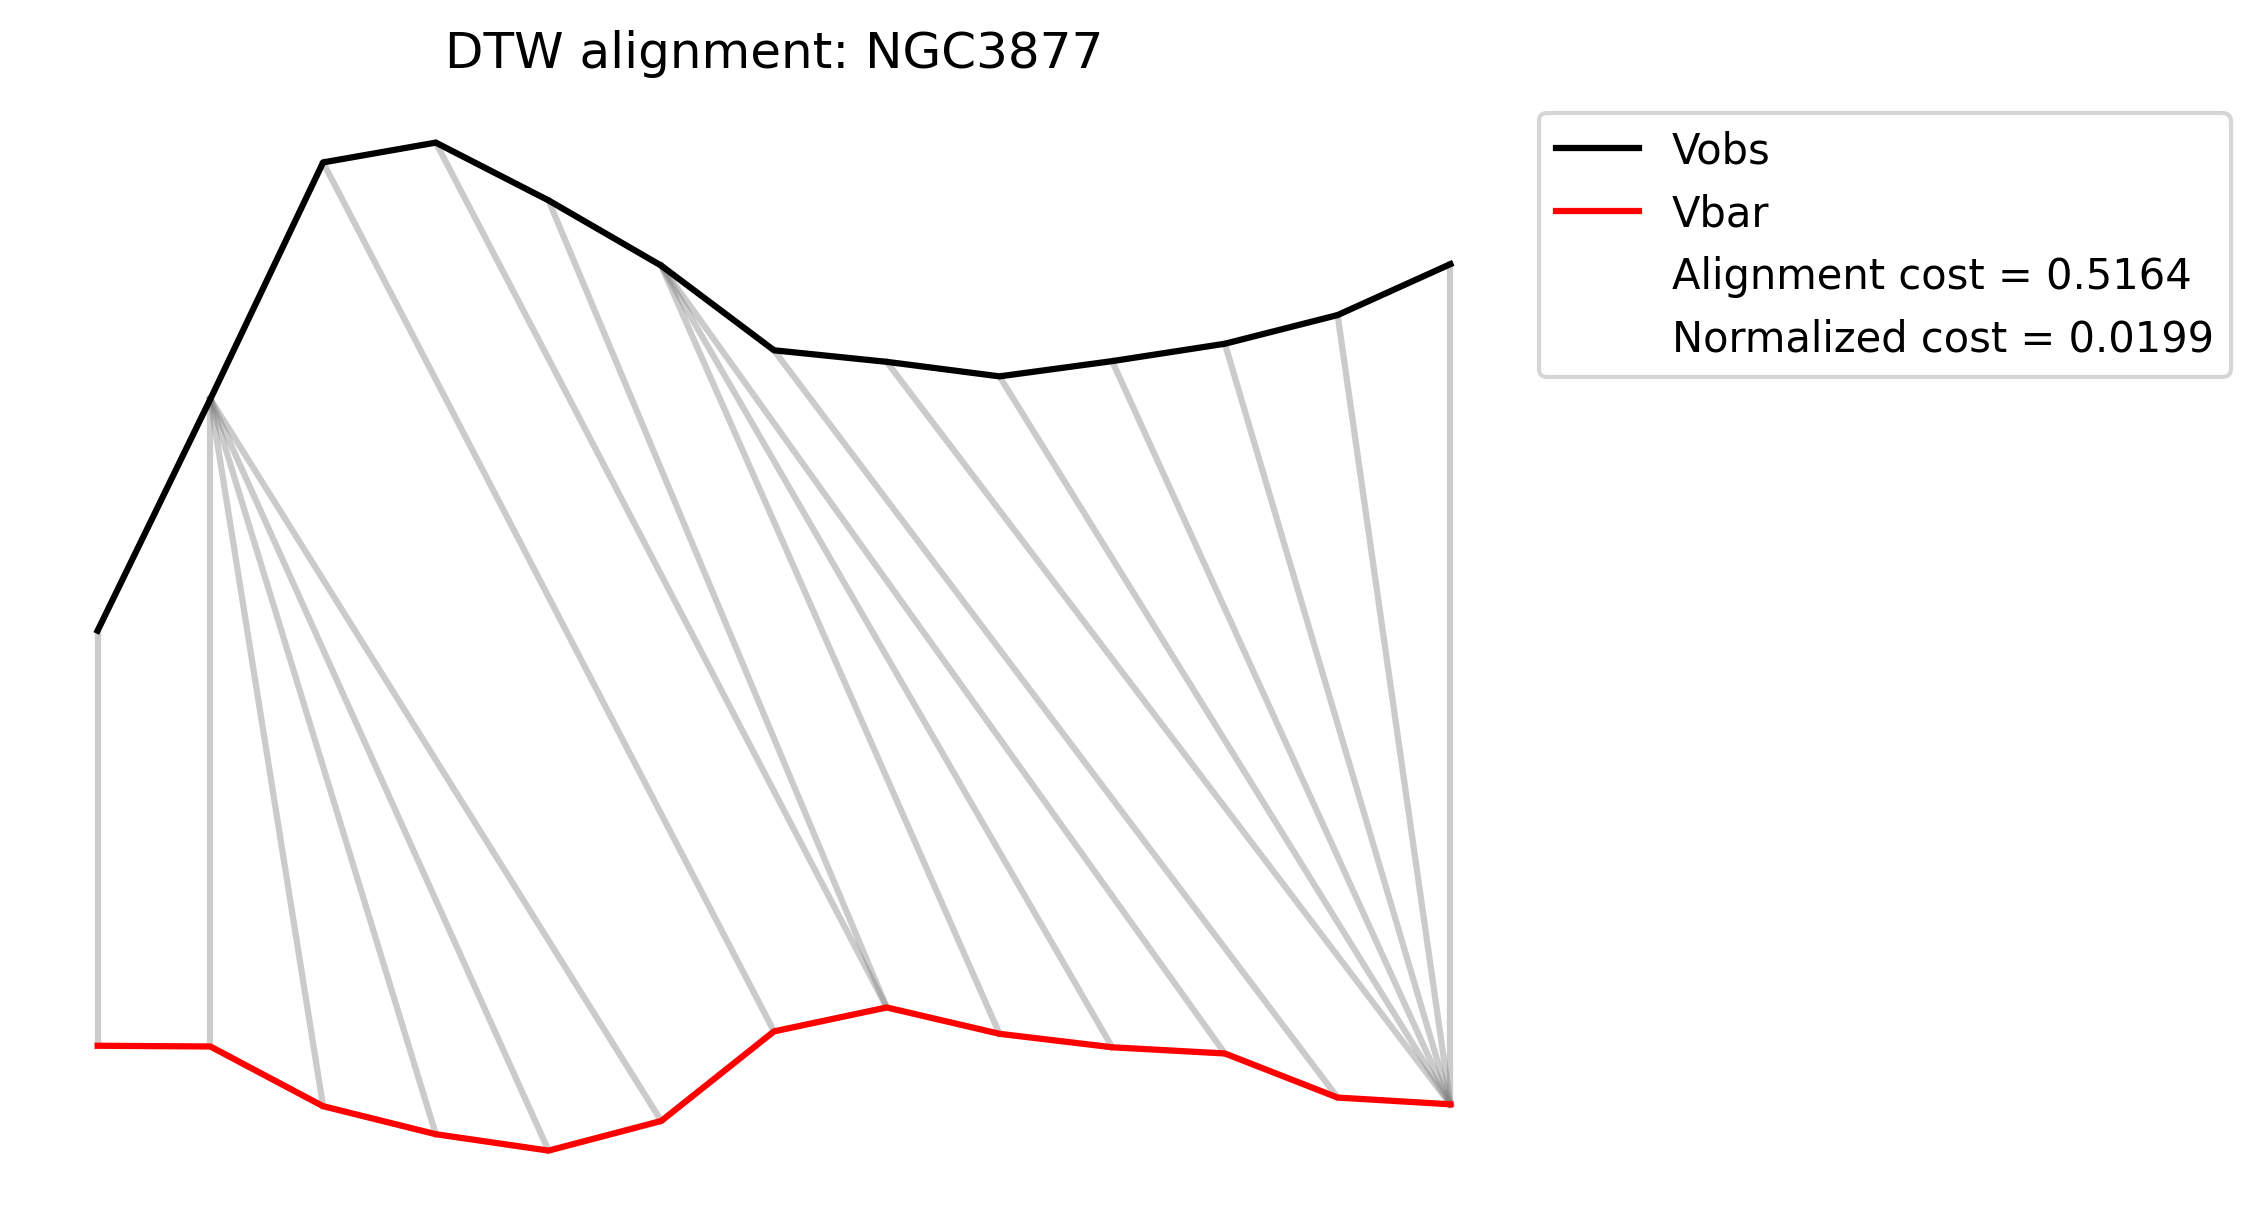 DTW alignment: NGC3877
Vobs
Vbar
Alignment cost = 0.5164
Normalized cost = 0.0199